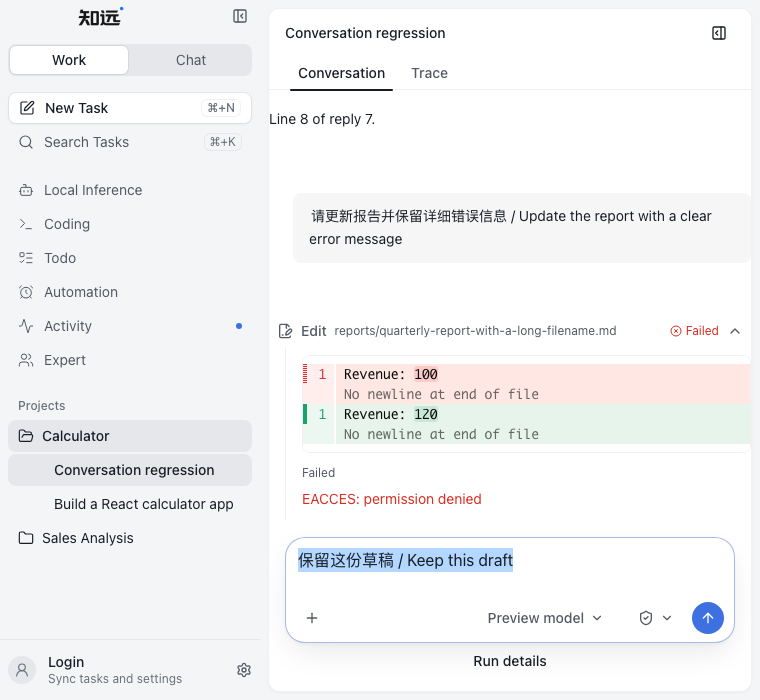 知远
Work
Chat
New Task
⌘+N
Search Tasks
⌘+K
Local Inference
Coding
Todo
Automation
Activity
Expert
Projects
Calculator
Conversation regression
Build a React calculator app
Sales Analysis
Login
Sync tasks and settings
Conversation regression
Conversation
Trace
Line 8 of reply 7.
请更新报告并保留详细错误信息 / Update the report with a clear
error message
Edit reports/quarterly-report-with-a-long-filename.md Failed
1 Revenue: 100
No newline at end of file
1 Revenue: 120
No newline at end of file
Failed
EACCES: permission denied
保留这份草稿 / Keep this draft
Preview model
Run details